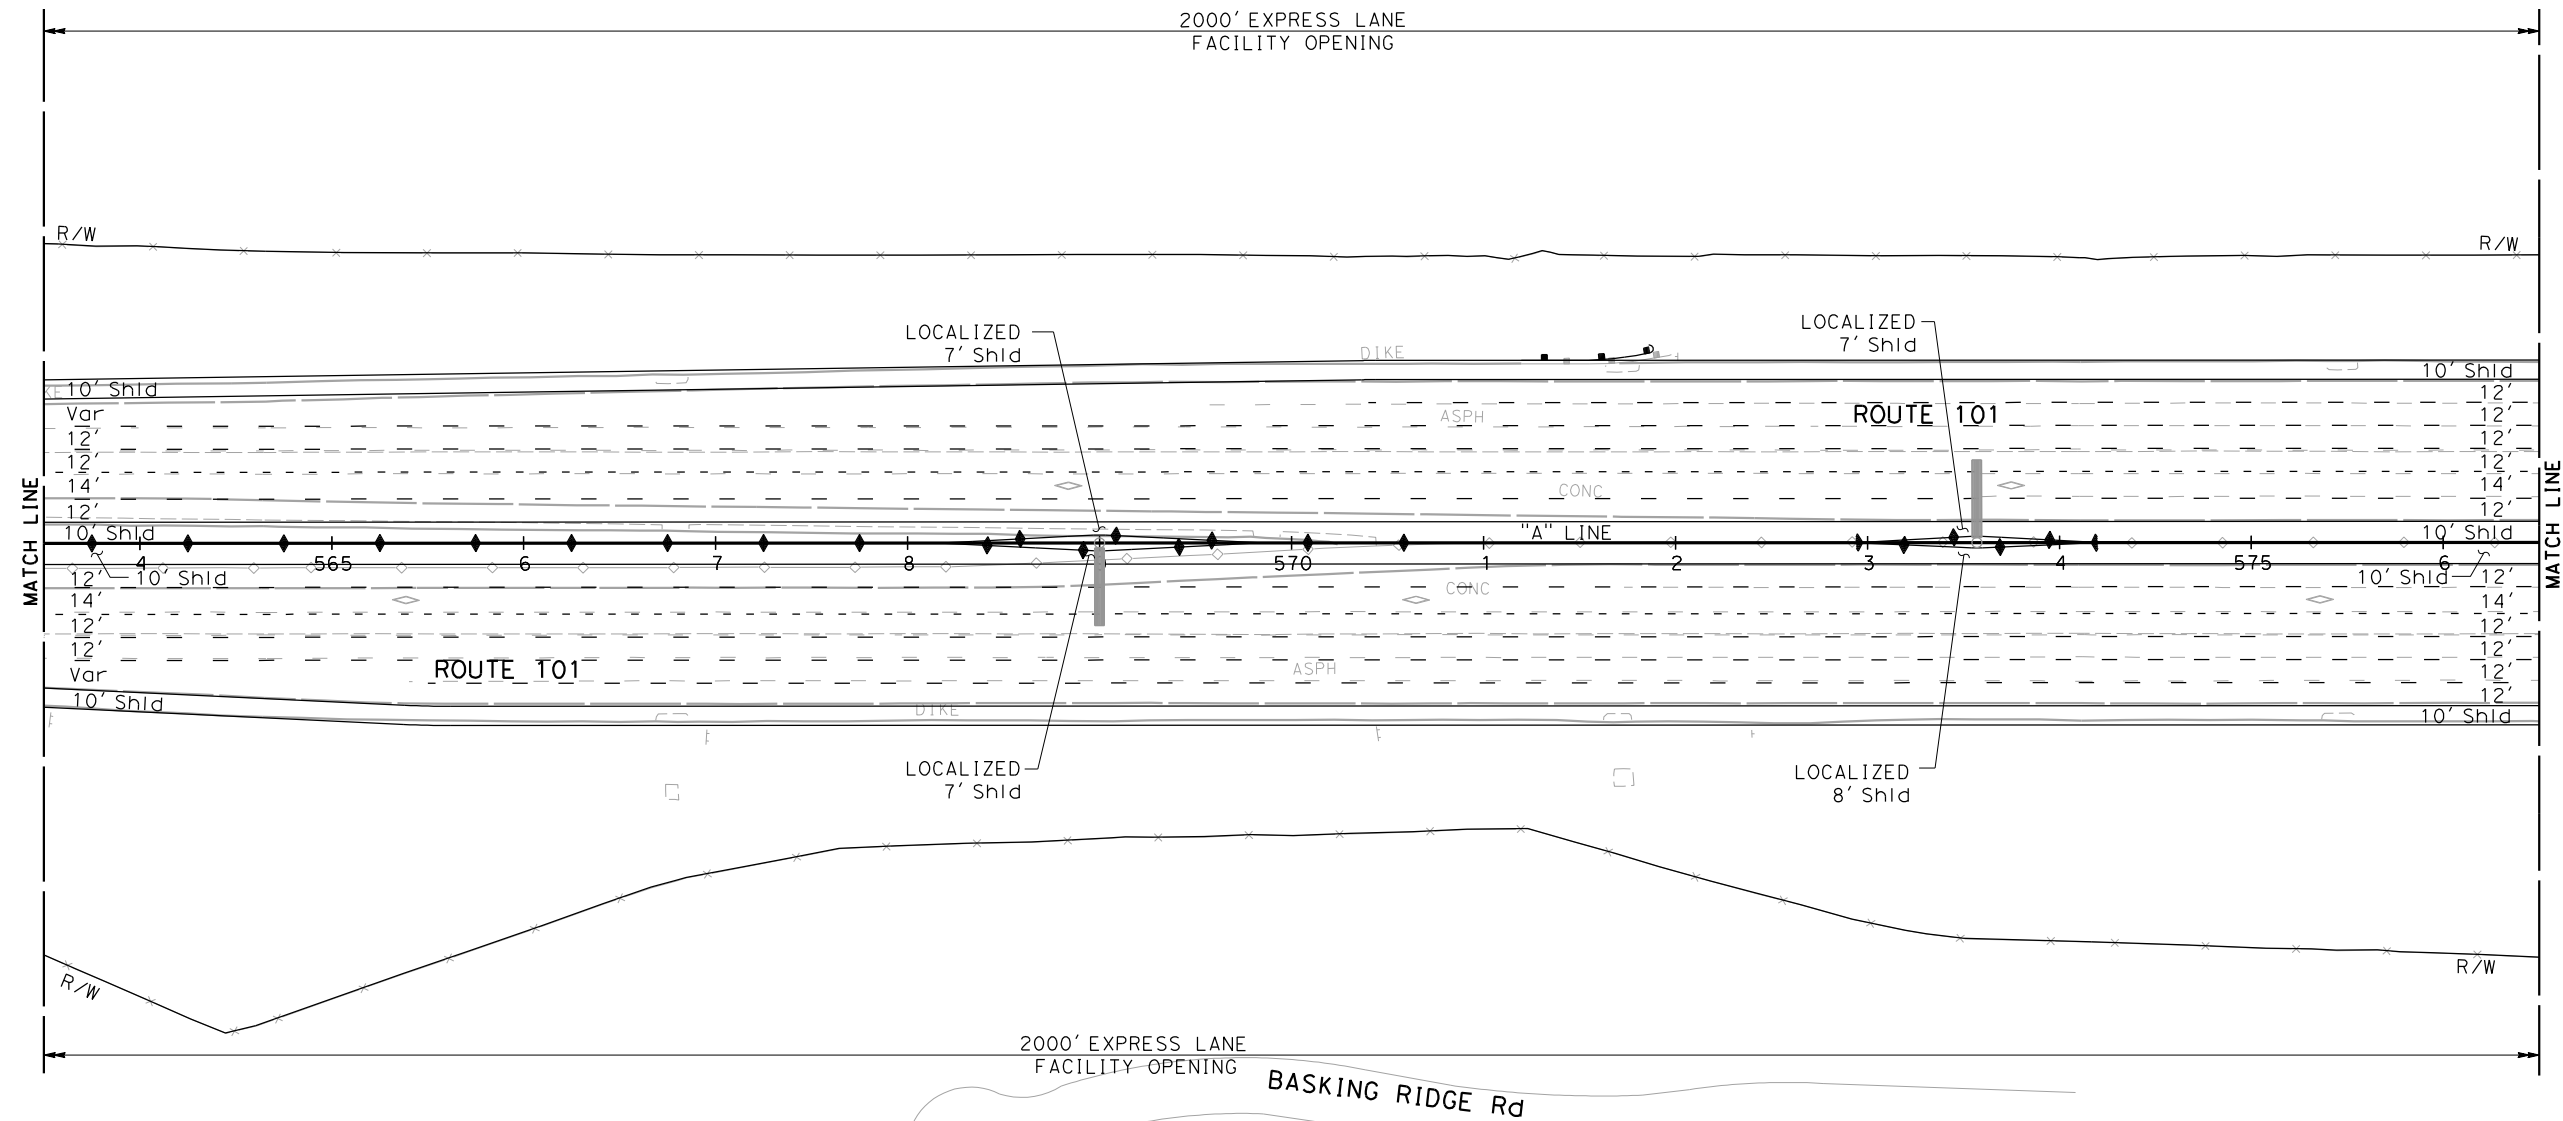 2000' EXPRESS LANE
FACILITY OPENING
R/W
R/W
LOCALIZED
7' Shld
LOCALIZED
7' Shld
DIKE
10' Shld
10' Shld
Var
12'
12'
14'
12'
10' Shld
12'
12'
12'
12'
14'
12'
10' Shld
ASPH
ROUTE 101
CONC
"A" LINE
MATCH LINE
MATCH LINE
4
565
6
7
8
570
1
2
3
4
575
6
10' Shld
10' Shld
12'
14'
12'
12'
Var
10' Shld
12'
14'
12'
12'
12'
12'
10' Shld
CONC
ROUTE 101
ASPH
DIKE
LOCALIZED
7' Shld
LOCALIZED
8' Shld
R/W
R/W
2000' EXPRESS LANE
FACILITY OPENING
BASKING RIDGE Rd